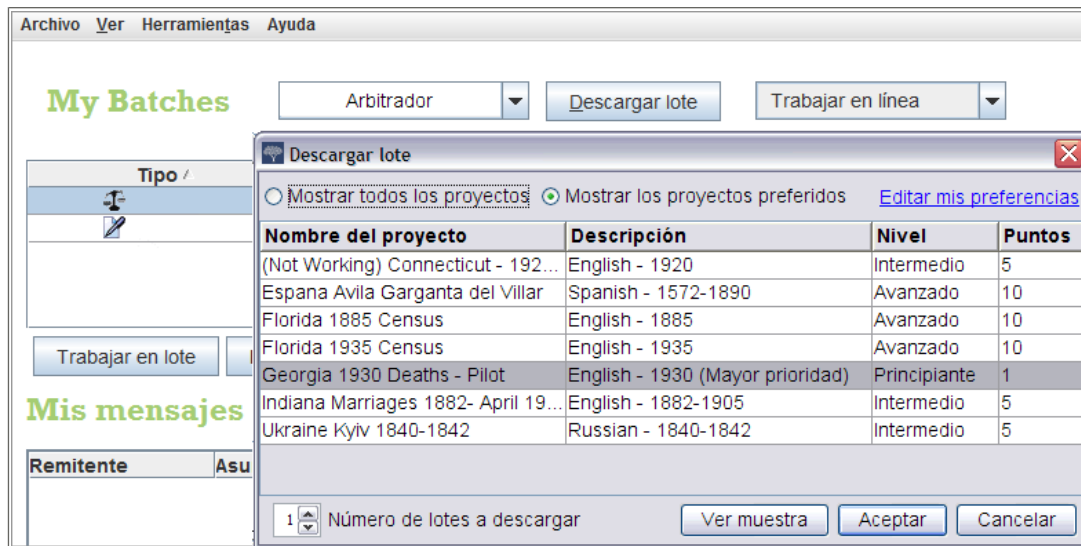 Archivo Ver Herramientas Ayuda
My Batches Arbitrador Descargar lote Trabajar en línea
Descargar lote
Tipo
Mostrar todos los proyectos Mostrar los proyectos preferidos Editar mis preferencias
Nombre del proyecto Descripción Nivel Puntos
(Not Working) Connecticut - 192... English - 1920 Intermedio 5
Espana Avila Garganta del Villar Spanish - 1572-1890 Avanzado 10
Florida 1885 Census English - 1885 Avanzado 10
Florida 1935 Census English - 1935 Avanzado 10
Trabajar en lote
Georgia 1930 Deaths - Pilot English - 1930 (Mayor prioridad) Principiante 1
Mis mensajes
Indiana Marriages 1882- April 19... English - 1882-1905 Intermedio 5
Ukraine Kyiv 1840-1842 Russian - 1840-1842 Intermedio 5
Remitente Asu
1 Número de lotes a descargar Ver muestra Aceptar Cancelar